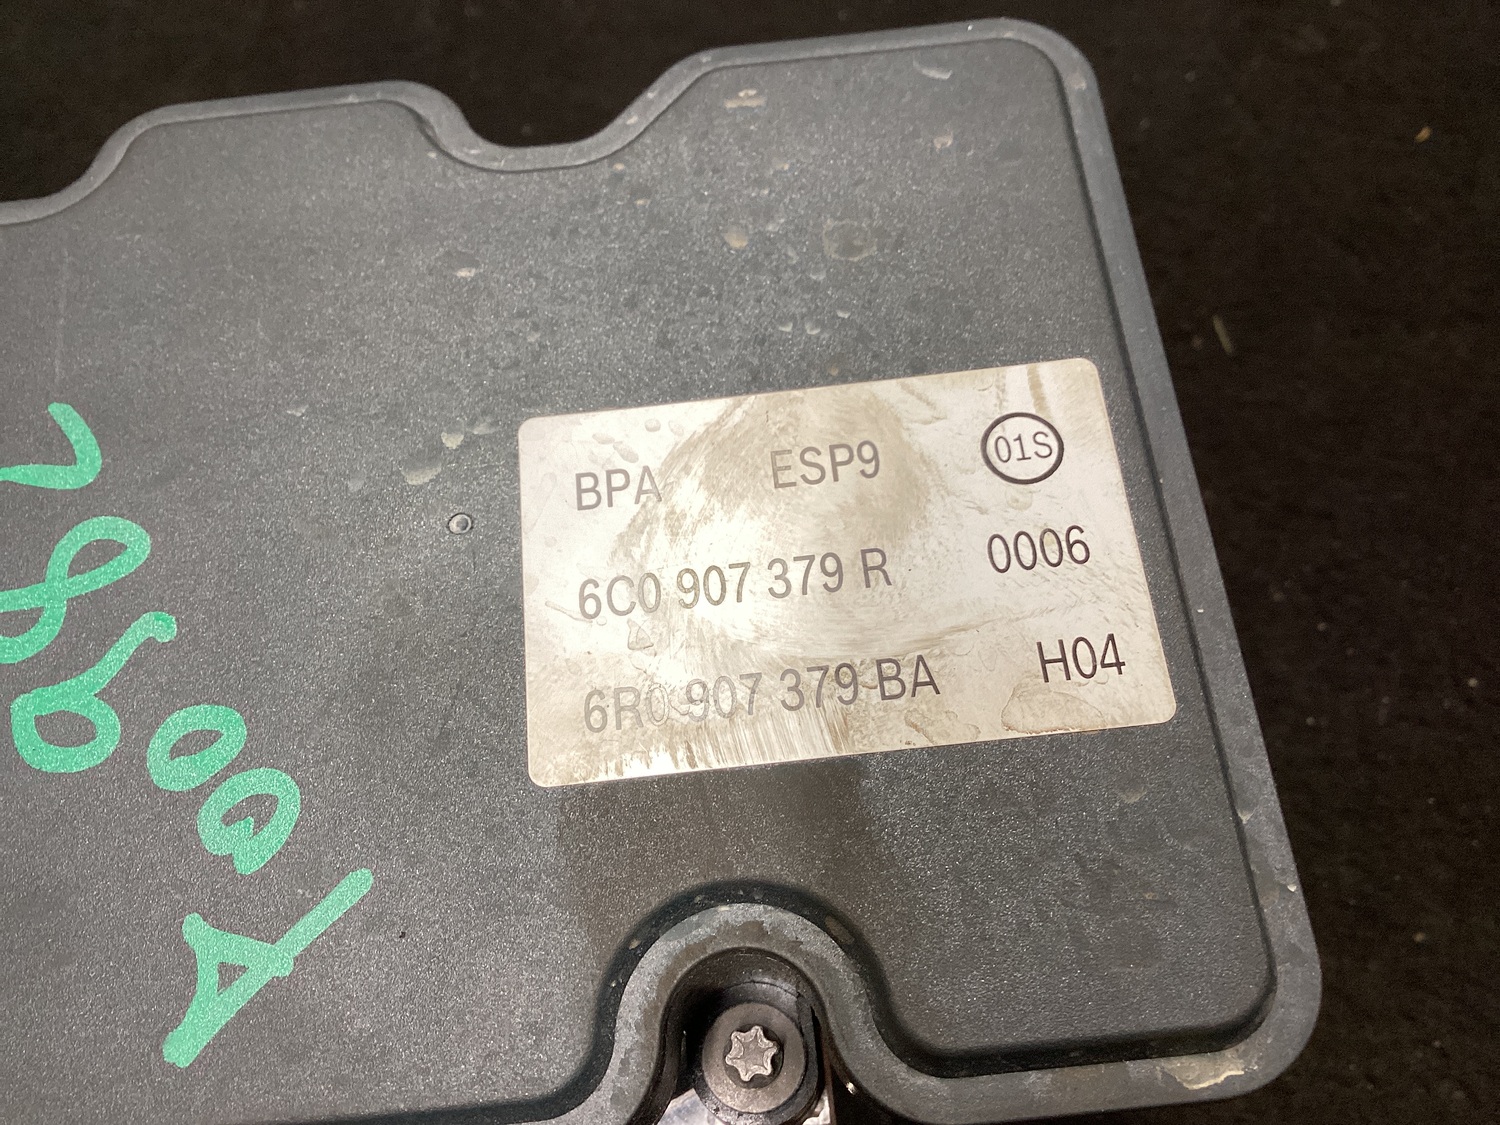 BPA ESP9 01S
6C0 907 379 R 0006
6R0 907 379 BA H04